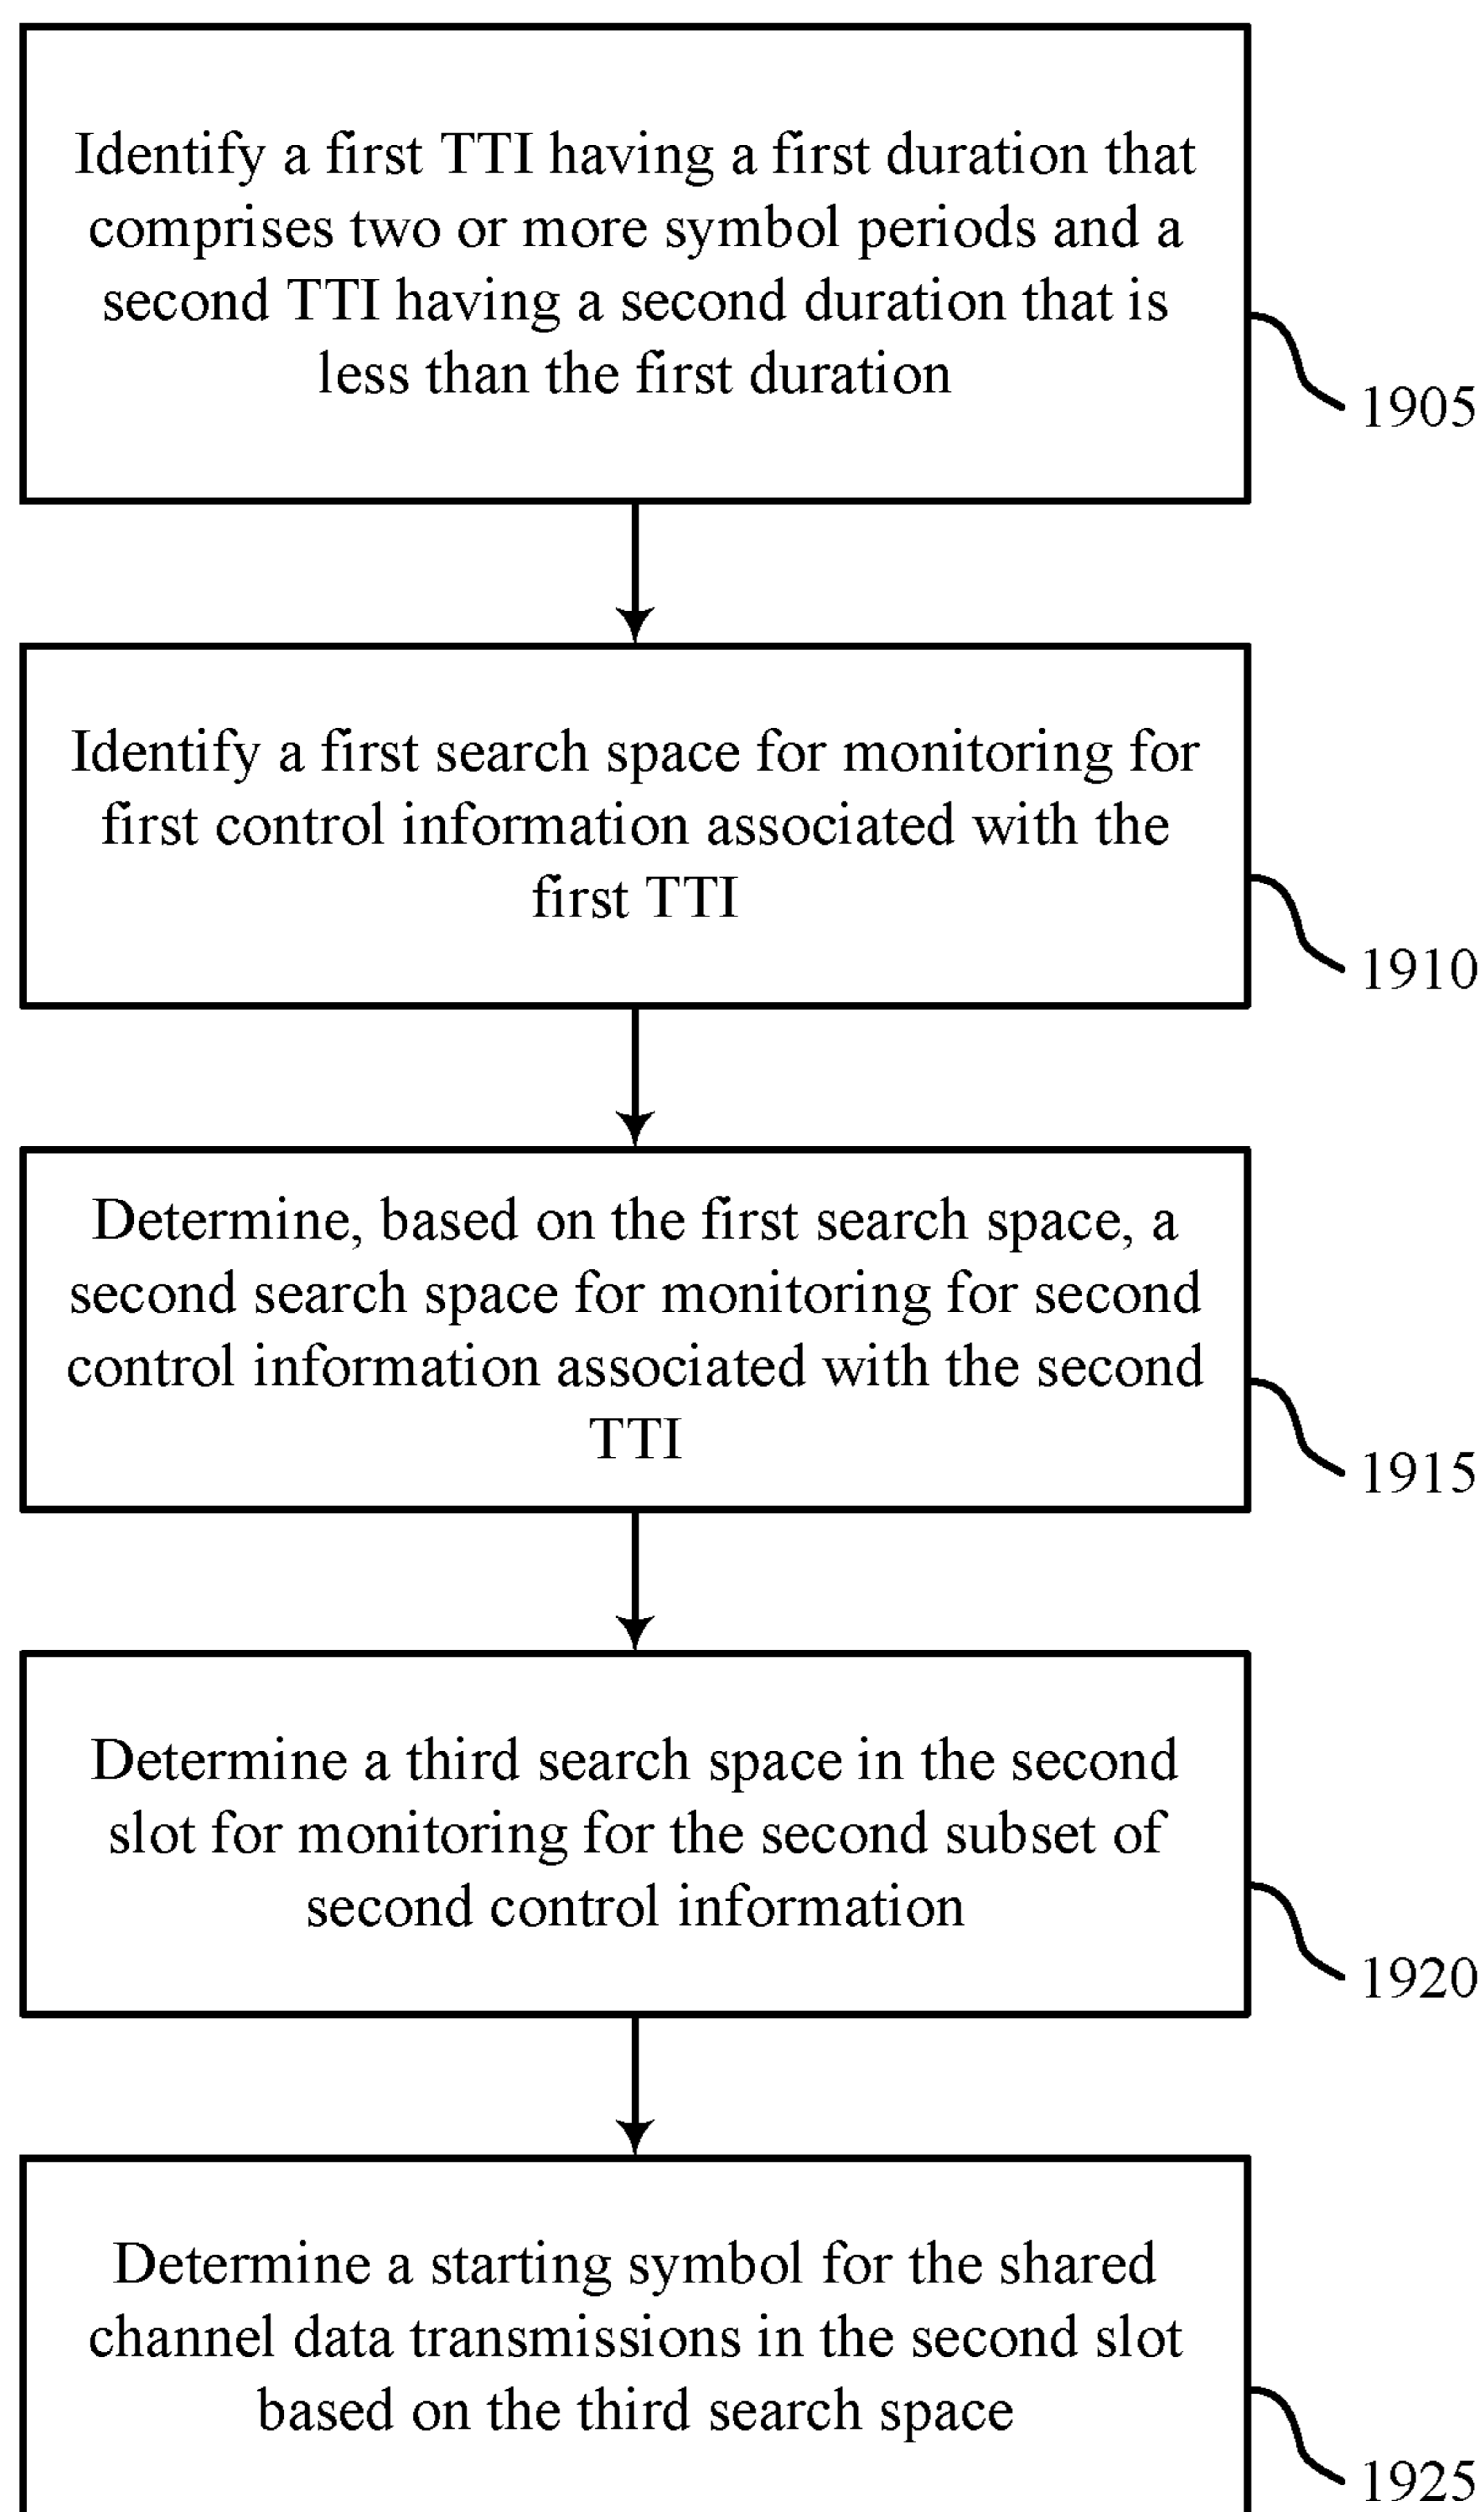 Identify a first TTI having a first duration that
comprises two or more symbol periods and a
second TTI having a second duration that is
less than the first duration
1905
Identify a first search space for monitoring for
first control information associated with the
first TTI
1910
Determine, based on the first search space, a
second search space for monitoring for second
control information associated with the second
TTI
1915
Determine a third search space in the second
slot for monitoring for the second subset of
second control information
1920
Determine a starting symbol for the shared
channel data transmissions in the second slot
based on the third search space
1925